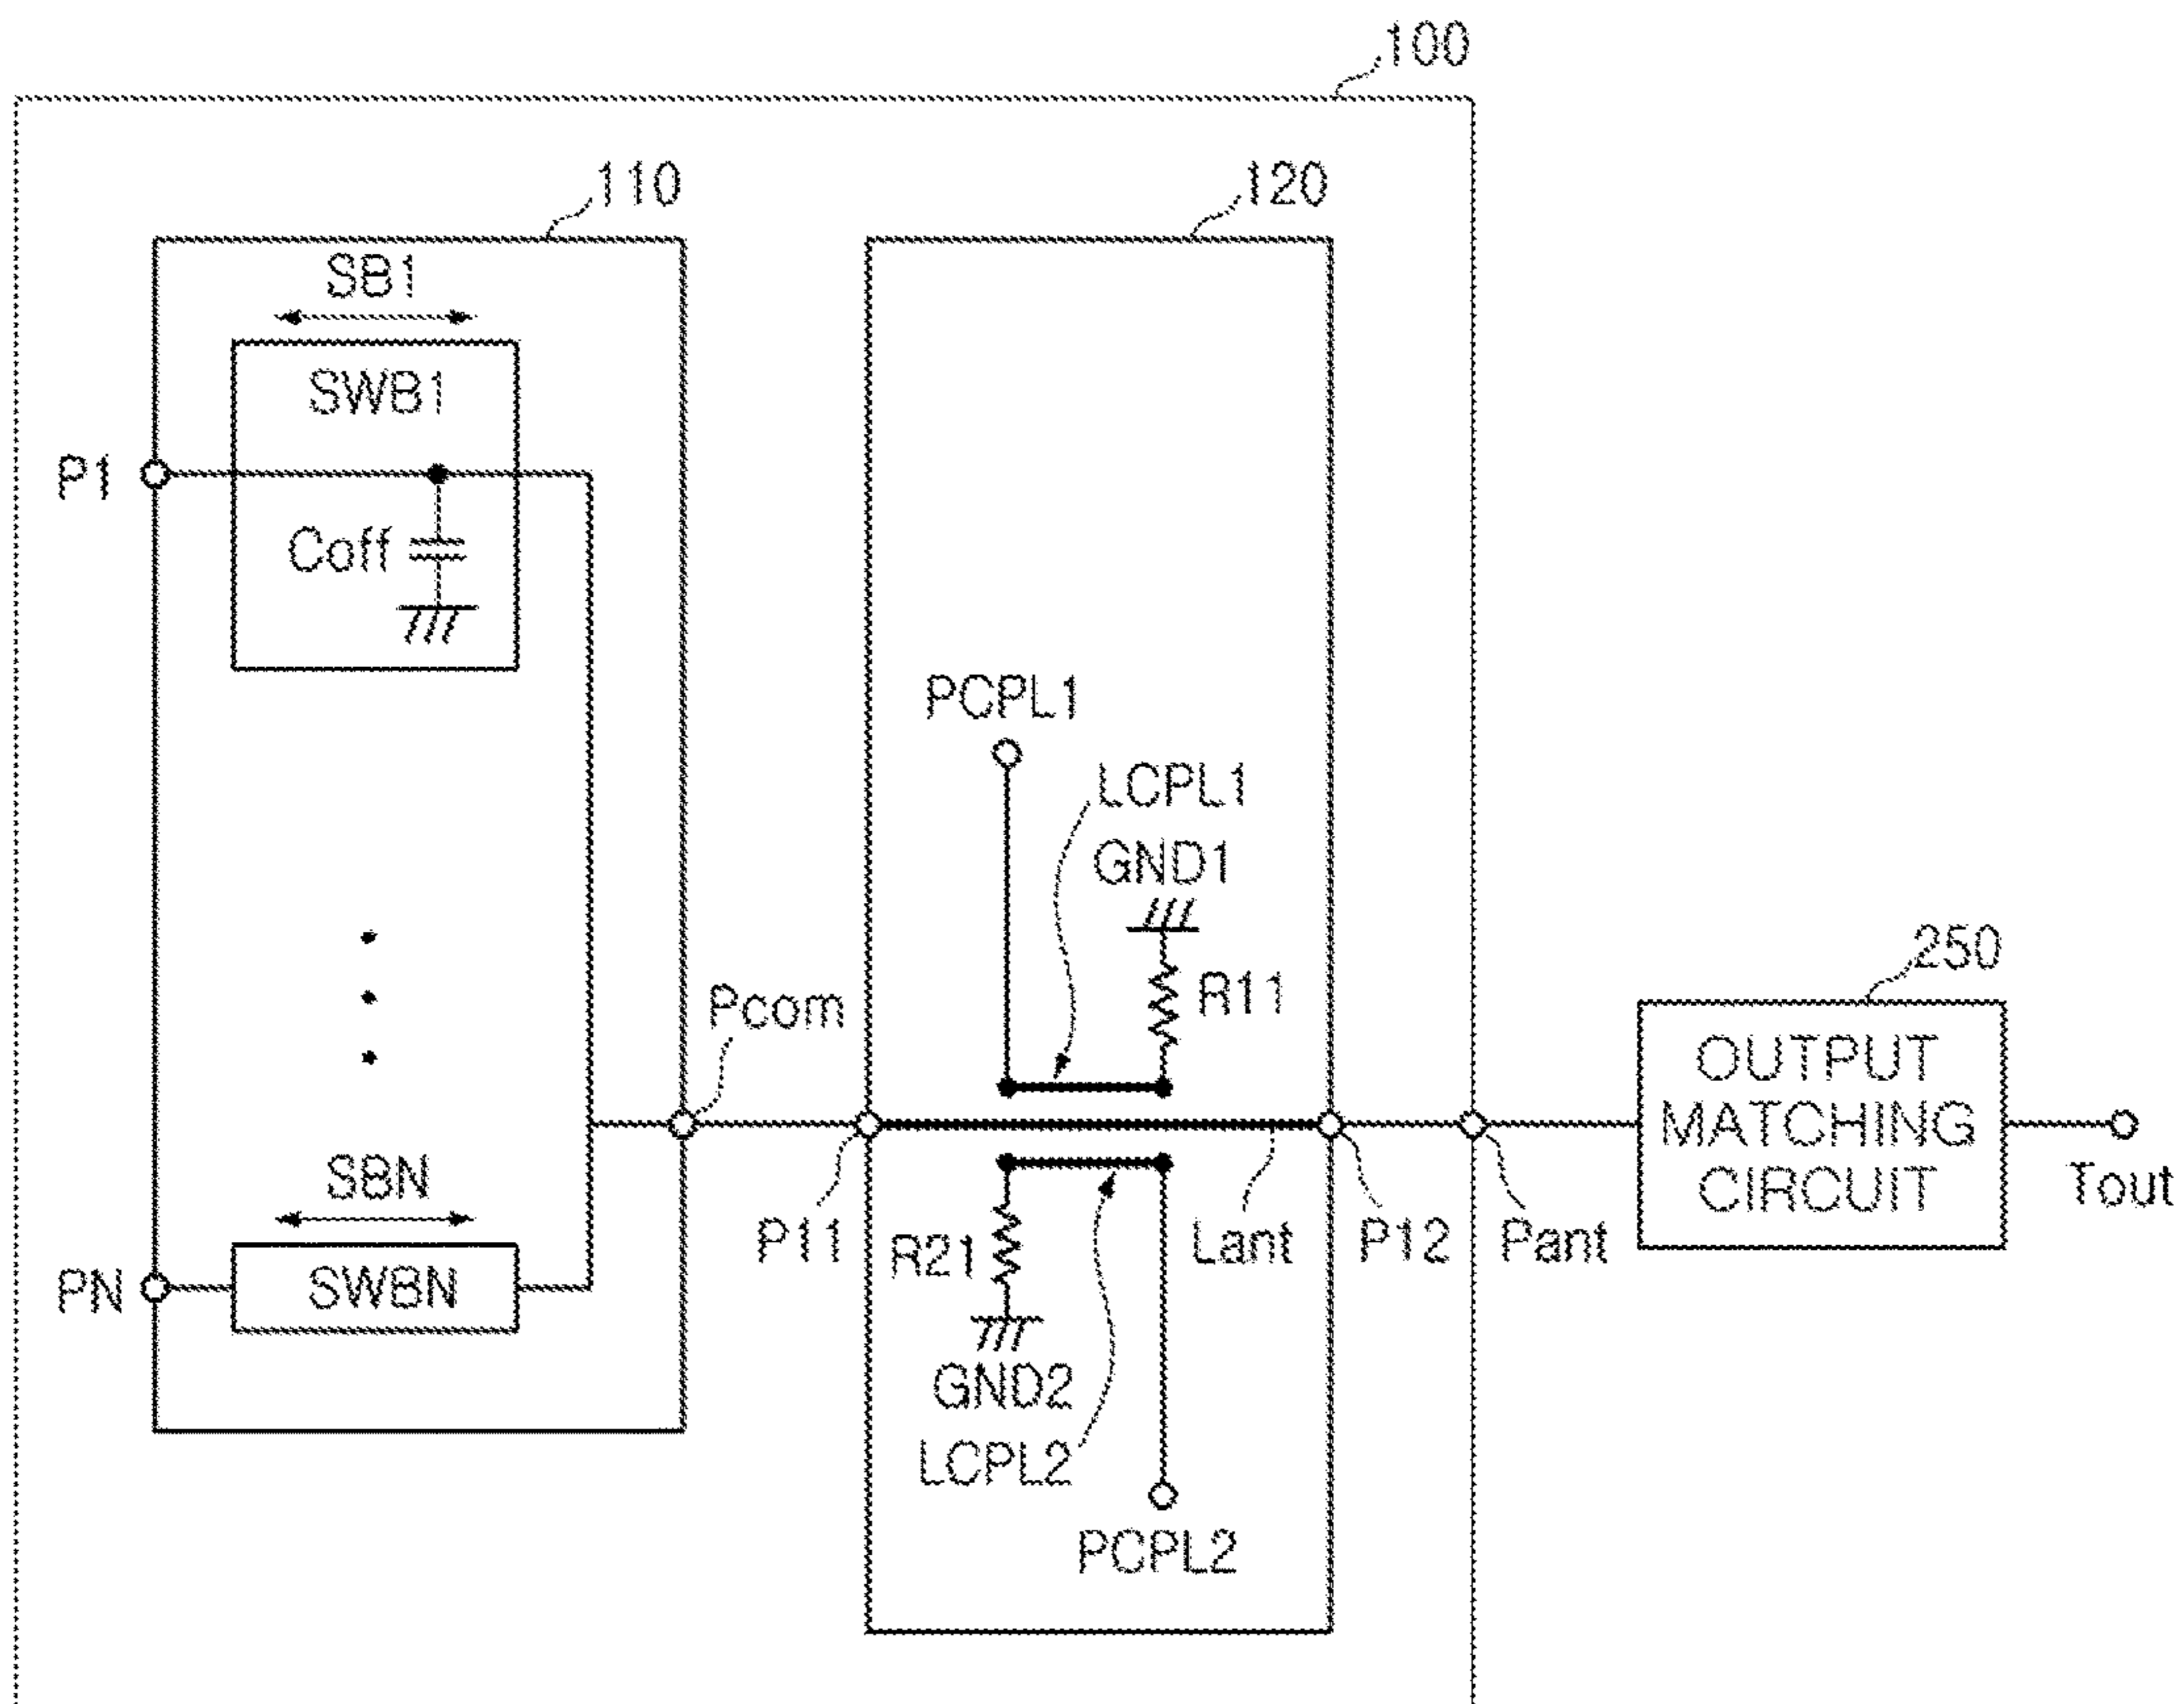 100
110
120
SB1
SWB1
P1
Coff
PCPL1
LCPL1
GND1
R11
Pcom
250
OUTPUT
MATCHING
CIRCUIT
Tout
SBN
P11
R21
Lant
P12
Pant
PN
SWBN
GND2
LCPL2
PCPL2